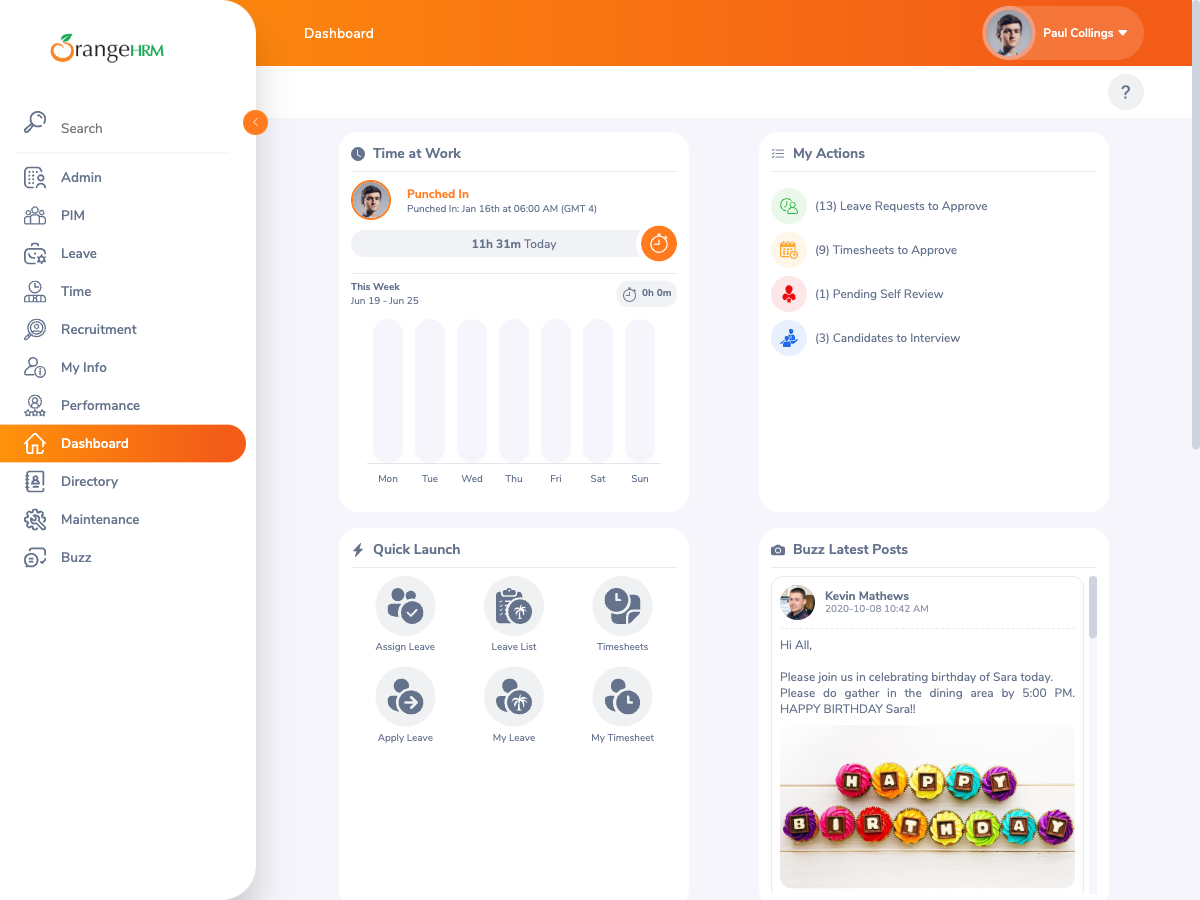 OrangeHRM
Dashboard
Paul Collings
?
Search
Admin
PIM
Leave
Time
Recruitment
My Info
Performance
Dashboard
Directory
Maintenance
Buzz
Time at Work
Punched In
Punched In: Jan 16th at 06:00 AM (GMT 4)
11h 31m Today
This Week
Jun 19 - Jun 25
0h 0m
Mon Tue Wed Thu Fri Sat Sun
My Actions
(13) Leave Requests to Approve
(9) Timesheets to Approve
(1) Pending Self Review
(3) Candidates to Interview
Quick Launch
Assign Leave Leave List Timesheets
Apply Leave My Leave My Timesheet
Buzz Latest Posts
Kevin Mathews
2020-10-08 10:42 AM
Hi All,
Please join us in celebrating birthday of Sara today.
Please do gather in the dining area by 5:00 PM.
HAPPY BIRTHDAY Sara!!
HAPPY
BIRTHDAY